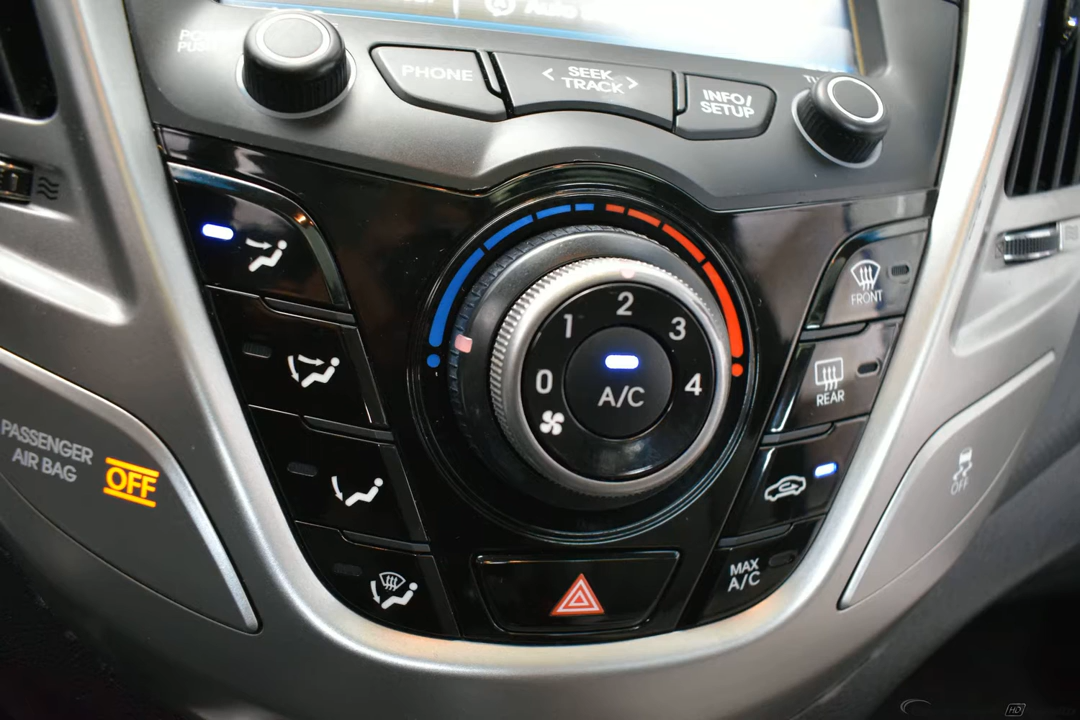 PUSH
PHONE
< SEEK
TRACK >
INFO/
SETUP
FRONT
REAR
0 1 2 3 4
A/C
PASSENGER
AIR BAG
OFF
OFF
MAX
A/C
HD